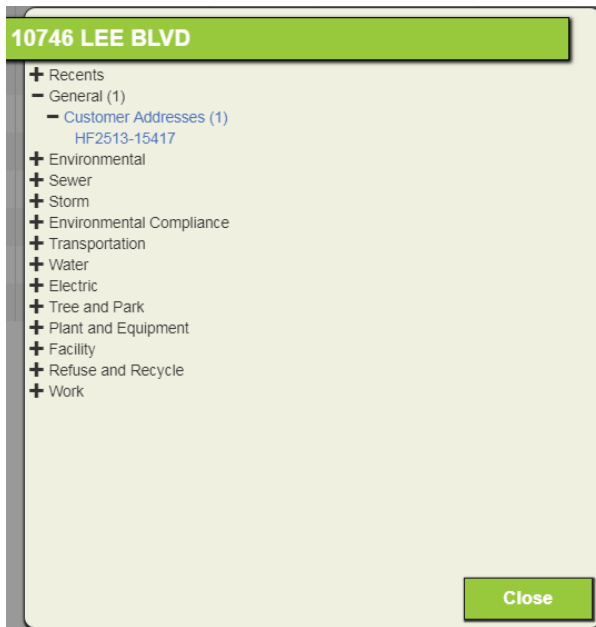 10746 LEE BLVD
Recents
General (1)
Customer Addresses (1)
HF2513-15417
Environmental
Sewer
Storm
Environmental Compliance
Transportation
Water
Electric
Tree and Park
Plant and Equipment
Facility
Refuse and Recycle
Work
Close